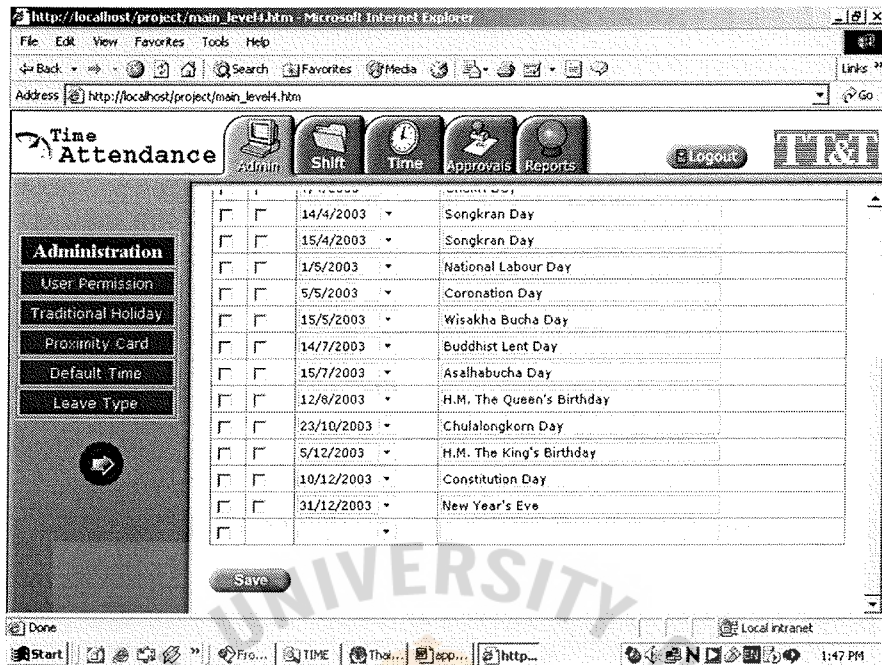 http://localhost/project/main_level4.htm - Microsoft Internet Explorer
File Edit View Favorites Tools Help
Back Search Favorites Media Links »
Address http://localhost/project/main_level4.htm Go
Time Attendance
Admin Shift Time Approvals Reports Logout TT&T
Administration
User Permission
Traditional Holiday
Proximity Card
Default Time
Leave Type
14/4/2003 Songkran Day
15/4/2003 Songkran Day
1/5/2003 National Labour Day
5/5/2003 Coronation Day
15/5/2003 Wisakha Bucha Day
14/7/2003 Buddhist Lent Day
15/7/2003 Asalhabucha Day
12/8/2003 H.M. The Queen's Birthday
23/10/2003 Chulalongkorn Day
5/12/2003 H.M. The King's Birthday
10/12/2003 Constitution Day
31/12/2003 New Year's Eve
Save
UNIVERSITY
Done Local intranet
Start » Fro... TIME Thai... app... http... 1:47 PM